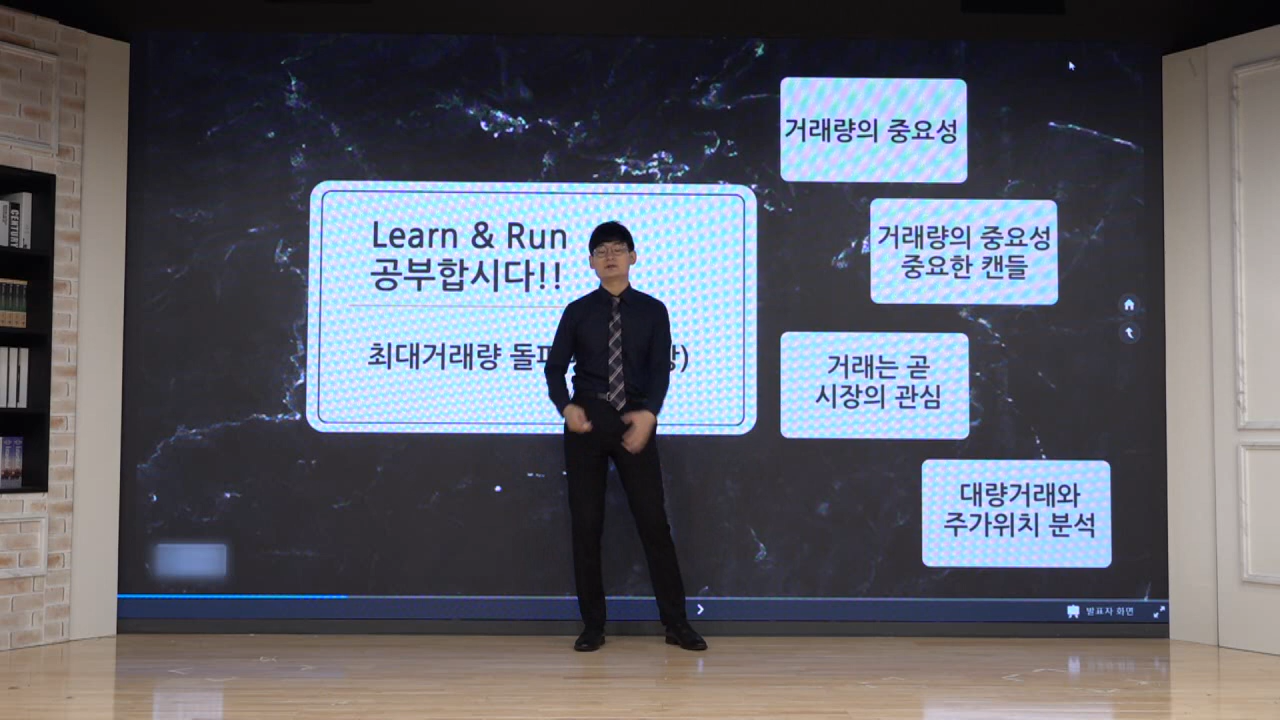 Learn & Run
공부합시다!!
최대거래량
거래량의 중요성
거래량의 중요성
중요한 캔들
거래는 곧
시장의 관심
대량거래와
주가위치 분석
발표자 화면
CENTURY